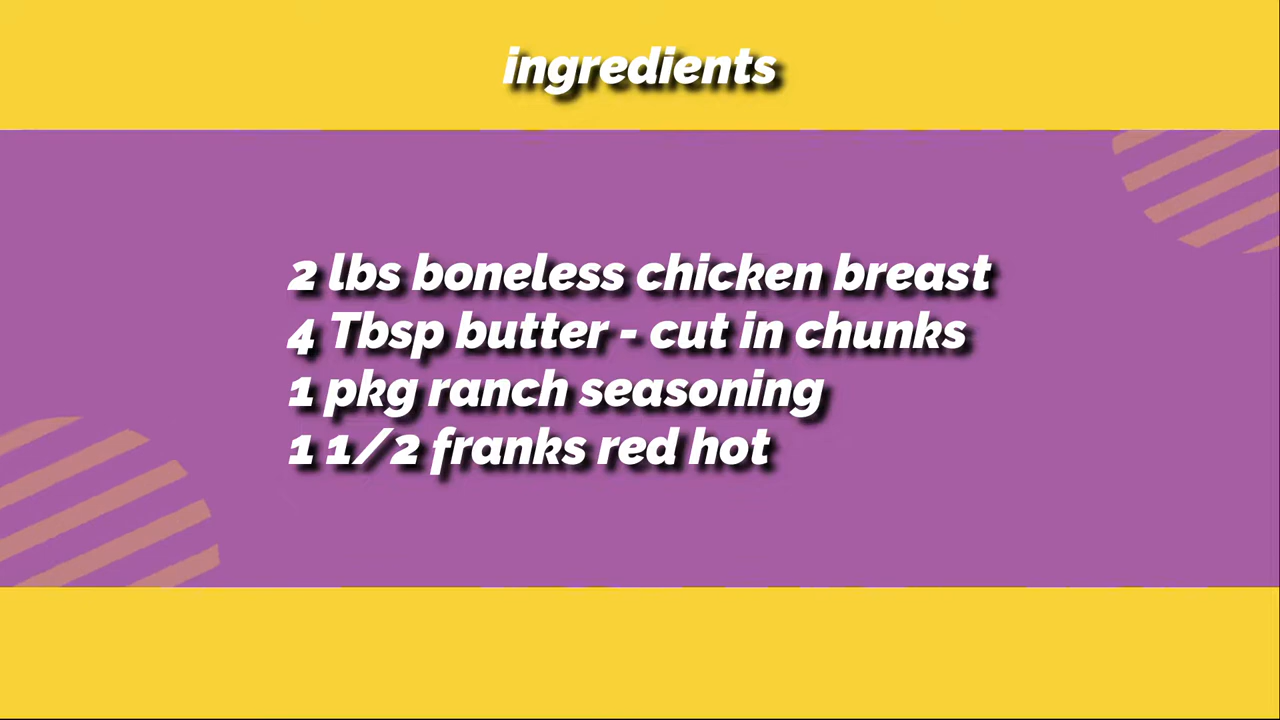 ingredients
2 lbs boneless chicken breast
4 Tbsp butter - cut in chunks
1 pkg ranch seasoning
1 1/2 franks red hot